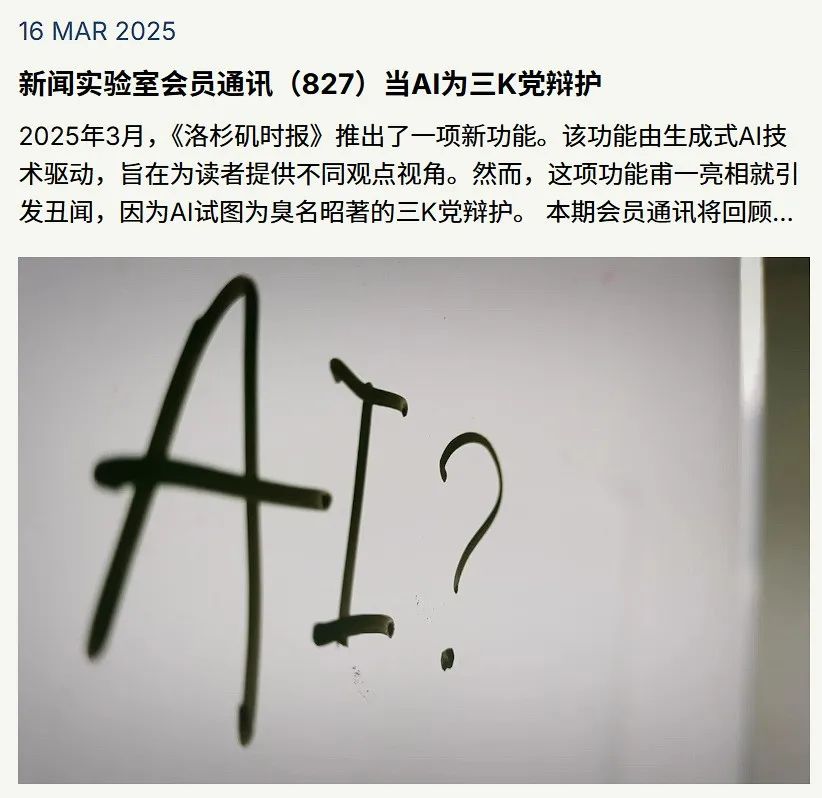 16 MAR 2025
新闻实验室会员通讯（827）当AI为三K党辩护
2025年3月，《洛杉矶时报》推出了一项新功能。该功能由生成式AI技
术驱动，旨在为读者提供不同观点视角。然而，这项功能甫一亮相就引
发丑闻，因为AI试图为臭名昭著的三K党辩护。 本期会员通讯将回顾...
AI?